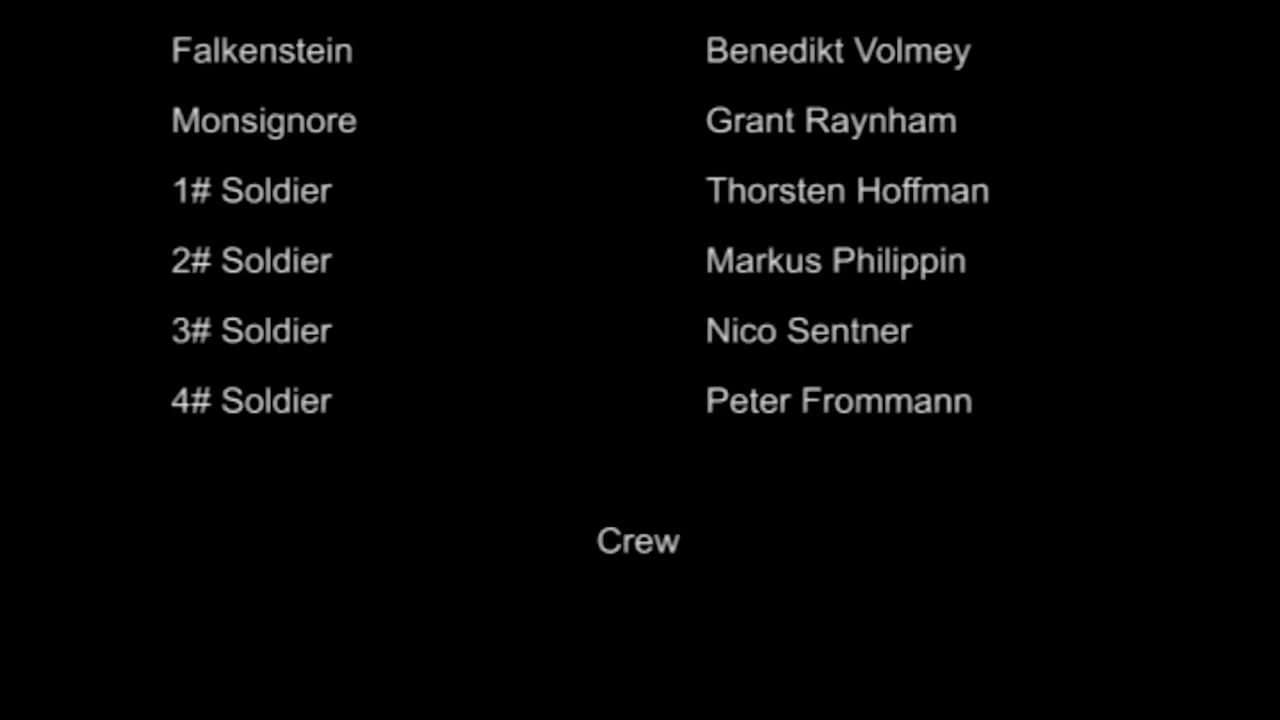 Falkenstein Benedikt Volmey
Monsignore Grant Raynham
1# Soldier Thorsten Hoffman
2# Soldier Markus Philippin
3# Soldier Nico Sentner
4# Soldier Peter Frommann
Crew